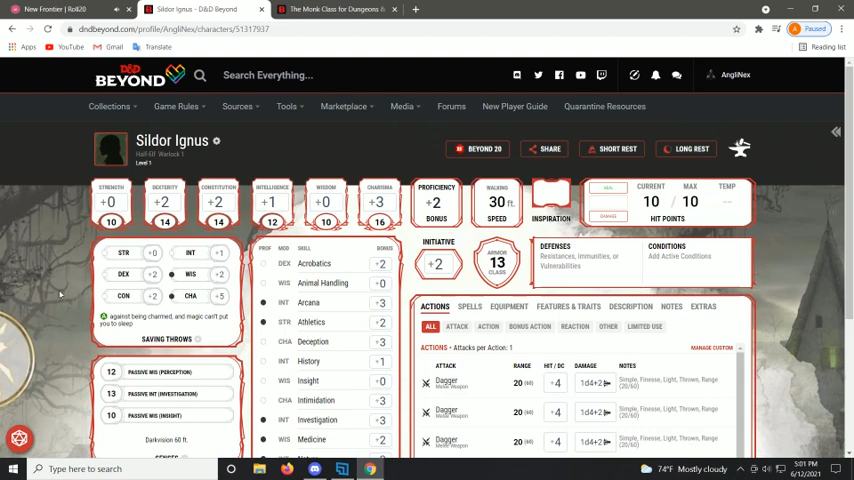 New Frontier | Roll20
Sildor Ignus - D&D Beyond
The Monk Class for Dungeons &
dndbeyond.com/profile/AngliNex/characters/51317937
Paused
Apps
YouTube
Gmail
Translate
Reading list
D&D
BEYOND
Search Everything...
AngliNex
Collections
Game Rules
Sources
Tools
Marketplace
Media
Forums
New Player Guide
Quarantine Resources
Sildor Ignus
Half-Elf Warlock 1
Level 1
BEYOND 20
SHARE
SHORT REST
LONG REST
STRENGTH
+0
10
DEXTERITY
+2
14
CONSTITUTION
+2
14
INTELLIGENCE
+1
12
WISDOM
+0
10
CHARISMA
+3
16
PROFICIENCY
+2
BONUS
WALKING
30 ft.
SPEED
INSPIRATION
HEAL
DAMAGE
CURRENT
10
/
MAX
10
TEMP
--
HIT POINTS
STR +0
INT +1
DEX +2
WIS +2
CON +2
CHA +5
against being charmed, and magic can't put you to sleep
SAVING THROWS
12 PASSIVE WIS (PERCEPTION)
13 PASSIVE INT (INVESTIGATION)
10 PASSIVE WIS (INSIGHT)
Darkvision 60 ft.
SENSES
PROF MOD SKILL BONUS
DEX Acrobatics +2
WIS Animal Handling +0
INT Arcana +3
STR Athletics +2
CHA Deception +3
INT History +1
WIS Insight +0
CHA Intimidation +3
INT Investigation +3
WIS Medicine +2
INITIATIVE
+2
ARMOR
13
CLASS
DEFENSES
Resistances, Immunities, or
Vulnerabilities
CONDITIONS
Add Active Conditions
ACTIONS SPELLS EQUIPMENT FEATURES & TRAITS DESCRIPTION NOTES EXTRAS
ALL ATTACK ACTION BONUS ACTION REACTION OTHER LIMITED USE
ACTIONS • Attacks per Action: 1
MANAGE CUSTOM
ATTACK RANGE HIT / DC DAMAGE NOTES
Dagger 20 (60) +4 1d4+2 Simple, Finesse, Light, Thrown, Range
Melee Weapon (20/60)
Dagger 20 (60) +4 1d4+2 Simple, Finesse, Light, Thrown, Range
Melee Weapon (20/60)
Dagger 20 (60) +4 1d4+2 Simple, Finesse, Light, Thrown, Range
Melee Weapon (20/60)
Type here to search
74°F Mostly cloudy
5:01 PM
6/12/2021